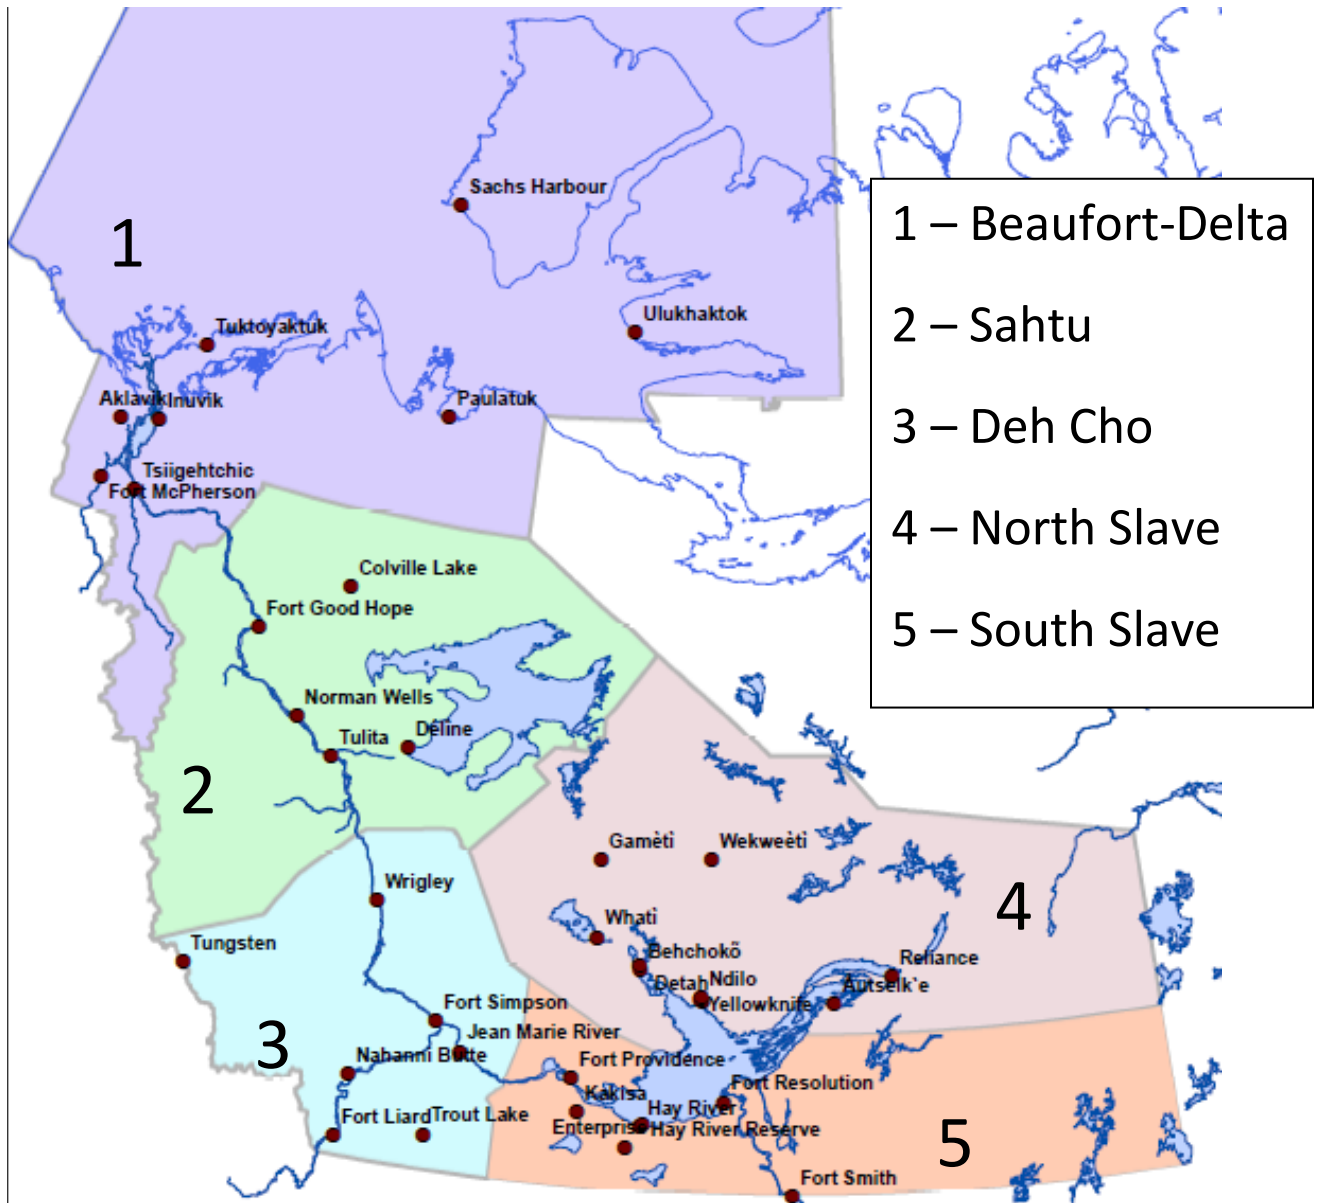 Sachs Harbour
1
Ulukhaktok
Tuktoyaktuk
Aklavik
Inuvik
Paulatuk
Tsiigehtchic
Fort McPherson
Colville Lake
Fort Good Hope
Norman Wells
Déline
Tulita
2
Gamèti
Wekweèti
Wrigley
4
Whati
Tungsten
Behchokõ
Reliance
Detah
Ndilo
Autselk`e
Fort Simpson
Yellowknife
Jean Marie River
3
Nahanni Butte
Fort Providence
Fort Resolution
Kakisa
Hay River
Fort Liard
Trout Lake
Enterprise
Hay River Reserve
5
Fort Smith
1 – Beaufort-Delta
2 – Sahtu
3 – Deh Cho
4 – North Slave
5 – South Slave